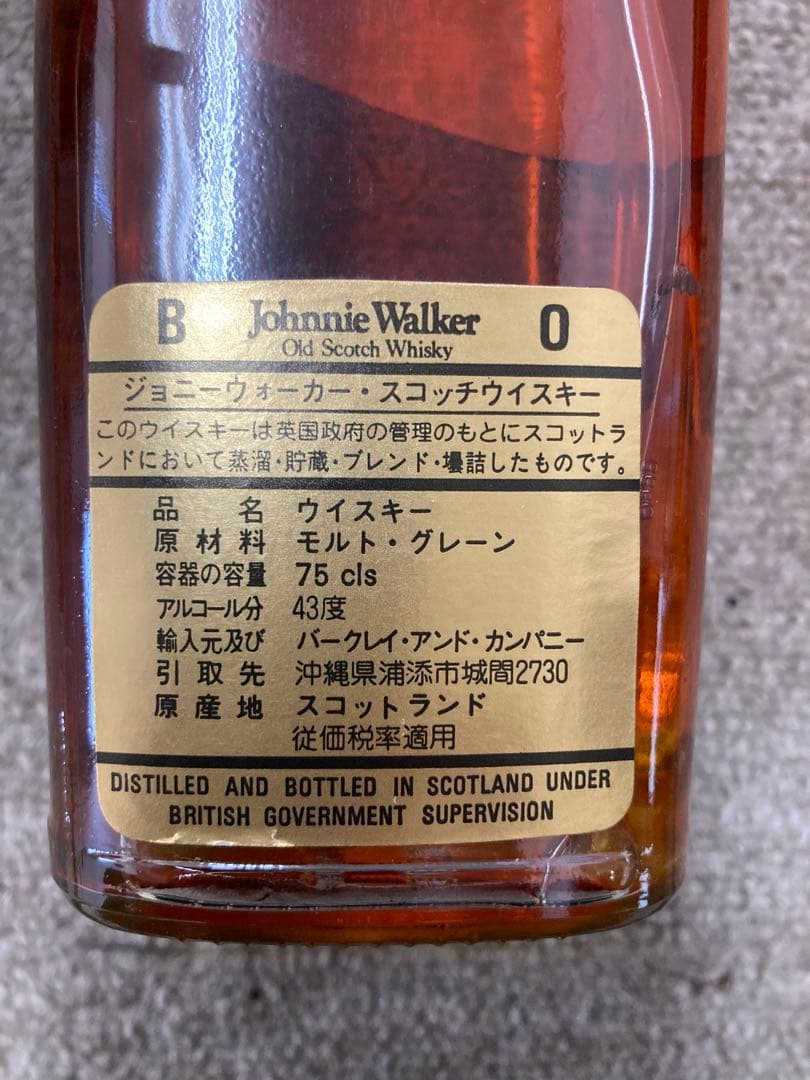 B Johnnie Walker O
Old Scotch Whisky
ジョニーウォーカー・スコッチウイスキー
このウイスキーは英国政府の管理のもとにスコットラ
ンドにおいて蒸溜・貯蔵・ブレンド・壜詰したものです。
品名 ウイスキー
原材料 モルト・グレーン
容器の容量 75 cls
アルコール分 43度
輸入元及び バークレイ・アンド・カンパニー
引取先 沖縄県浦添市城間2730
原産地 スコットランド
従価税率適用
DISTILLED AND BOTTLED IN SCOTLAND UNDER
BRITISH GOVERNMENT SUPERVISION